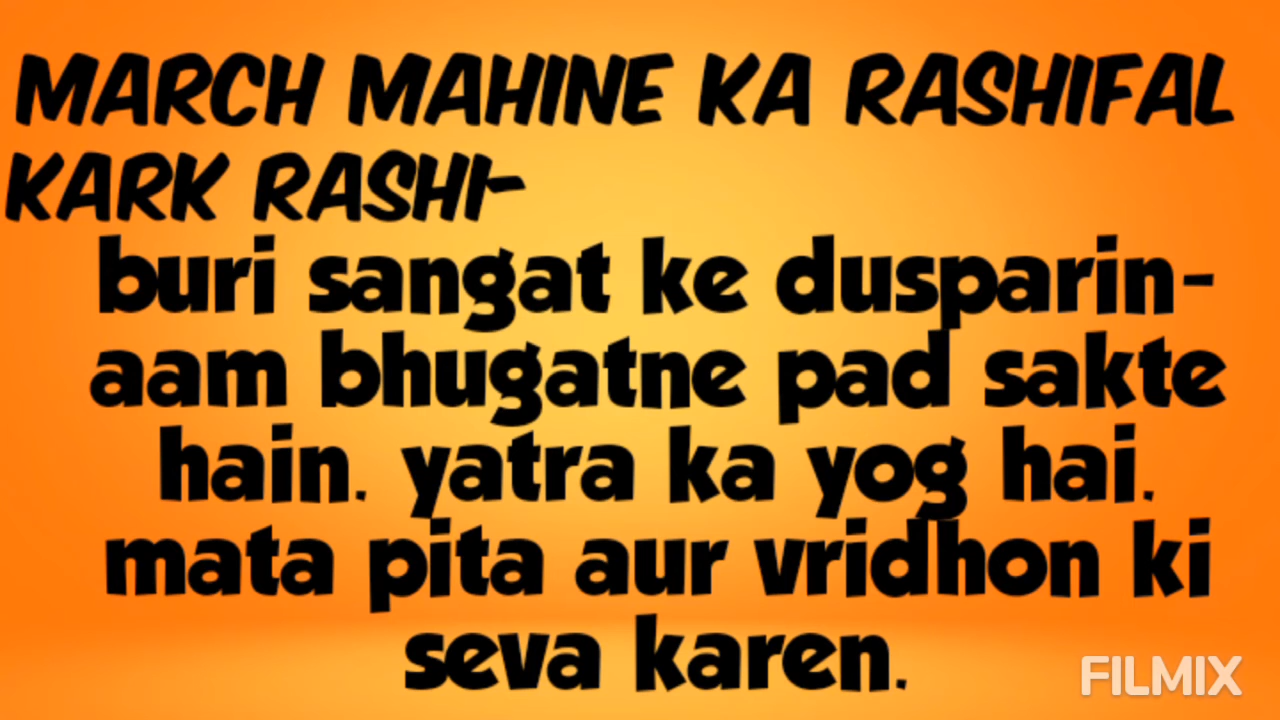 MARCH MAHINE KA RASHIFAL
KARK RASHI-
buri sangat ke dusparin-
aam bhugatne pad sakte
hain. yatra ka yog hai.
mata pita aur vridhon ki
seva karen.
FILMIX